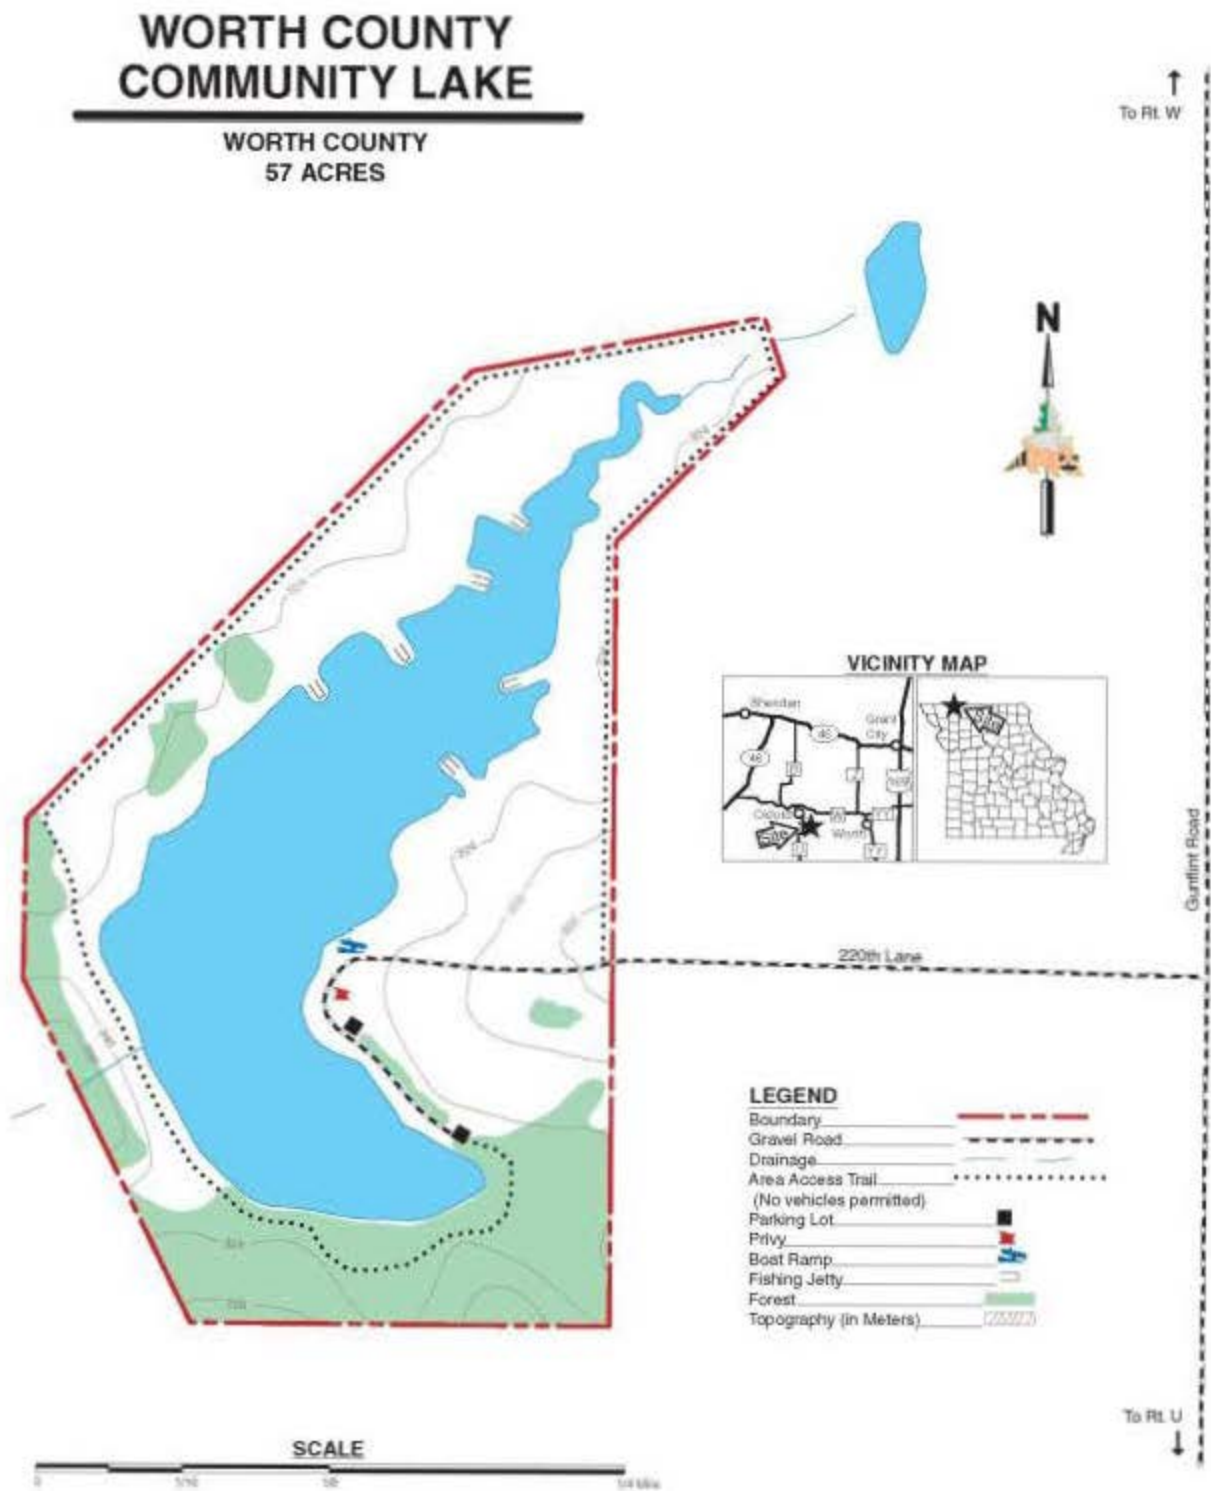 WORTH COUNTY
COMMUNITY LAKE
WORTH COUNTY
57 ACRES
To Rt. W
N
VICINITY MAP
Sheridan
Grant
City
46
46
Worth
Site
Gunflint Road
220th Lane
LEGEND
Boundary
Gravel Road
Drainage
Area Access Trail
(No vehicles permitted)
Parking Lot
Privy
Boat Ramp
Fishing Jetty
Forest
Topography (in Meters)
To Rt. U
SCALE
0